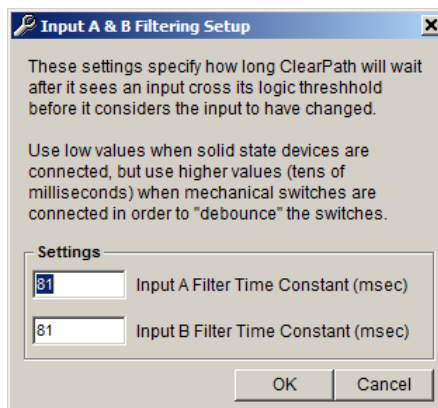 Input A & B Filtering Setup
These settings specify how long ClearPath will wait
after it sees an input cross its logic threshhold
before it considers the input to have changed.
Use low values when solid state devices are
connected, but use higher values (tens of
milliseconds) when mechanical switches are
connected in order to "debounce" the switches.
Settings
81 Input A Filter Time Constant (msec)
81 Input B Filter Time Constant (msec)
OK Cancel